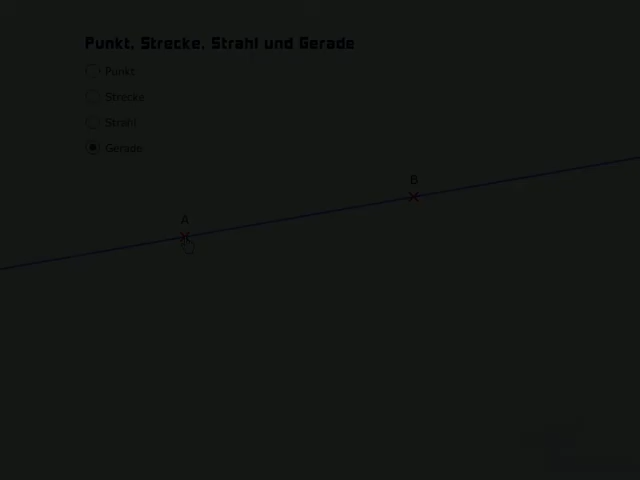 Punkt, Strecke, Strahl und Gerade
Punkt
Strecke
Strahl
Gerade
B
A